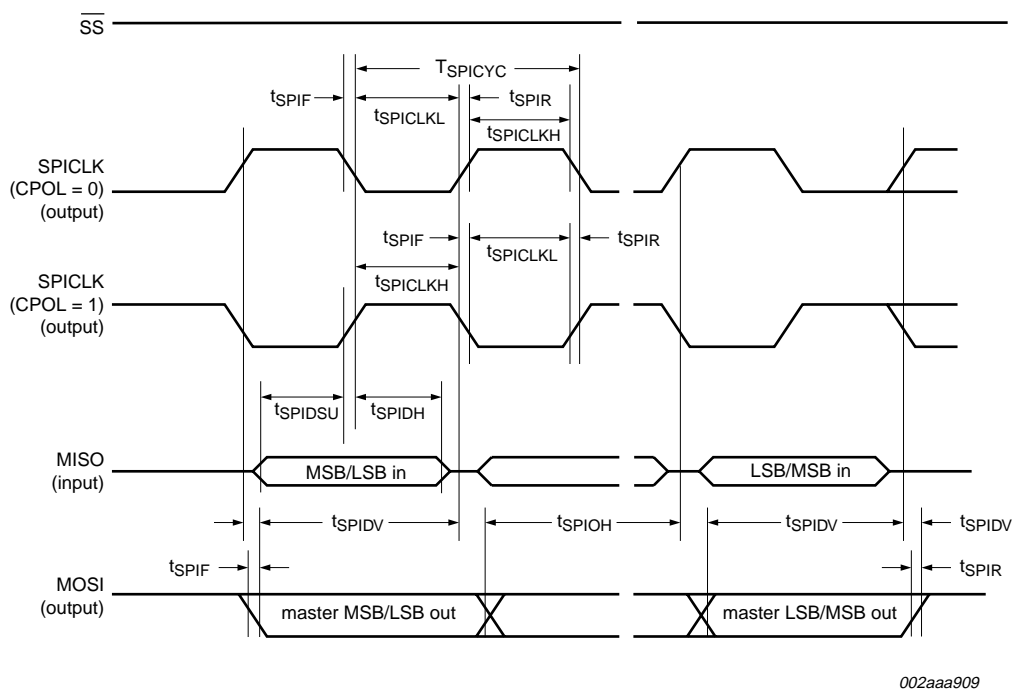 SS
TSPICYC
tSPIF
tSPIR
tSPICLKL
tSPICLKH
SPICLK
(CPOL = 0)
(output)
tSPIF
tSPICLKL
tSPIR
tSPICLKH
SPICLK
(CPOL = 1)
(output)
tSPIDSU
tSPIDH
MISO
(input)
MSB/LSB in
LSB/MSB in
tSPIDV
tSPIOH
tSPIDV
tSPIDV
tSPIF
tSPIR
MOSI
(output)
master MSB/LSB out
master LSB/MSB out
002aaa909